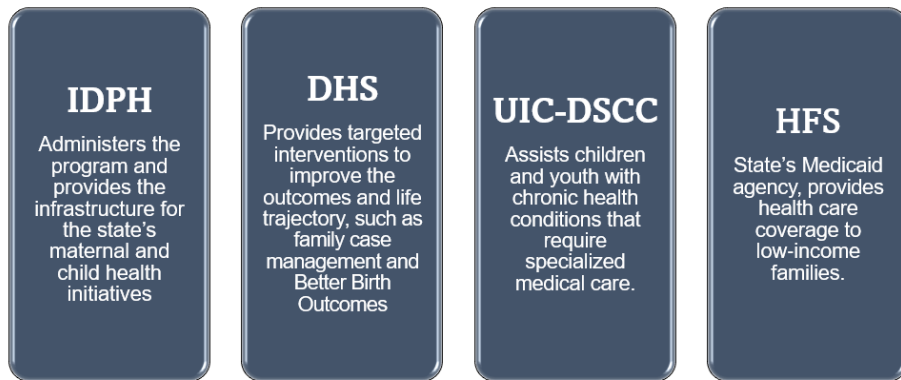 IDPH
Administers the
program and
provides the
infrastructure for
the state's
maternal and
child health
initiatives
DHS
Provides targeted
interventions to
improve the
outcomes and life
trajectory, such as
family case
management and
Better Birth
Outcomes
UIC-DSCC
Assists children
and youth with
chronic health
conditions that
require
specialized
medical care.
HFS
State's Medicaid
agency, provides
health care
coverage to
low-income
families.